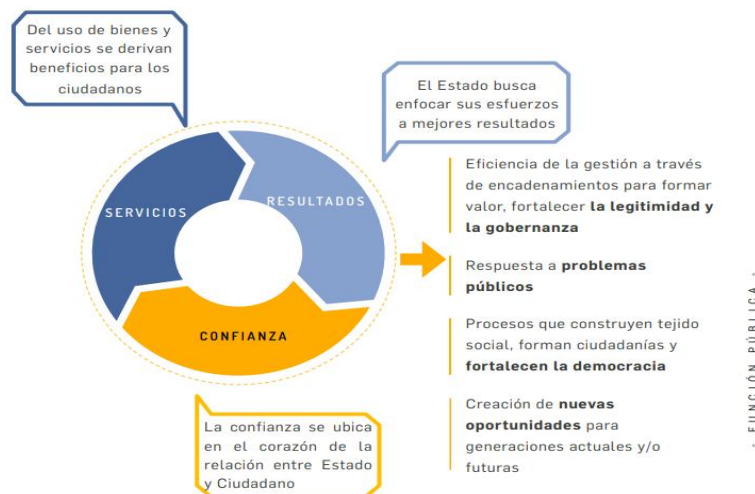 Del uso de bienes y
servicios se derivan
beneficios para los
ciudadanos
El Estado busca
enfocar sus esfuerzos
a mejores resultados
SERVICIOS
RESULTADOS
CONFIANZA
Eficiencia de la gestión a través
de encadenamientos para formar
valor, fortalecer la legitimidad y
la gobernanza
Respuesta a problemas
públicos
Procesos que construyen tejido
social, forman ciudadanías y
fortalecen la democracia
Creación de nuevas
oportunidades para
generaciones actuales y/o
futuras
La confianza se ubica
en el corazón de la
relación entre Estado
y Ciudadano
- FUNCIÓN PÚBLICA -